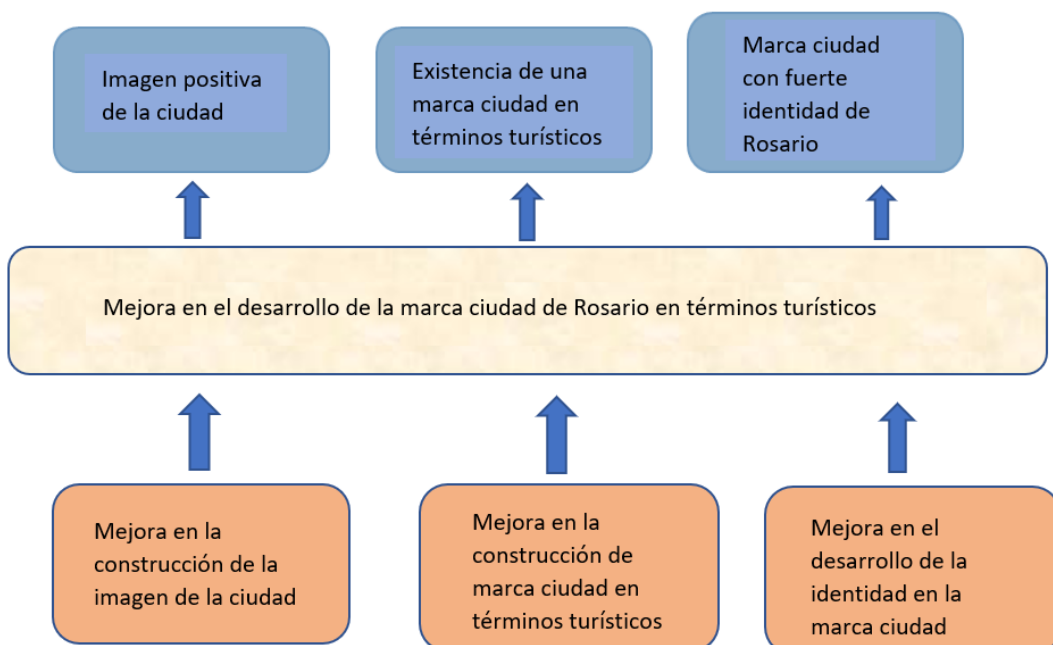 Imagen positiva
de la ciudad
Existencia de una
marca ciudad en
términos turísticos
Marca ciudad
con fuerte
identidad de
Rosario
Mejora en el desarrollo de la marca ciudad de Rosario en términos turísticos
Mejora en la
construcción de la
imagen de la ciudad
Mejora en la
construcción de
marca ciudad en
términos turísticos
Mejora en el
desarrollo de la
identidad en la
marca ciudad